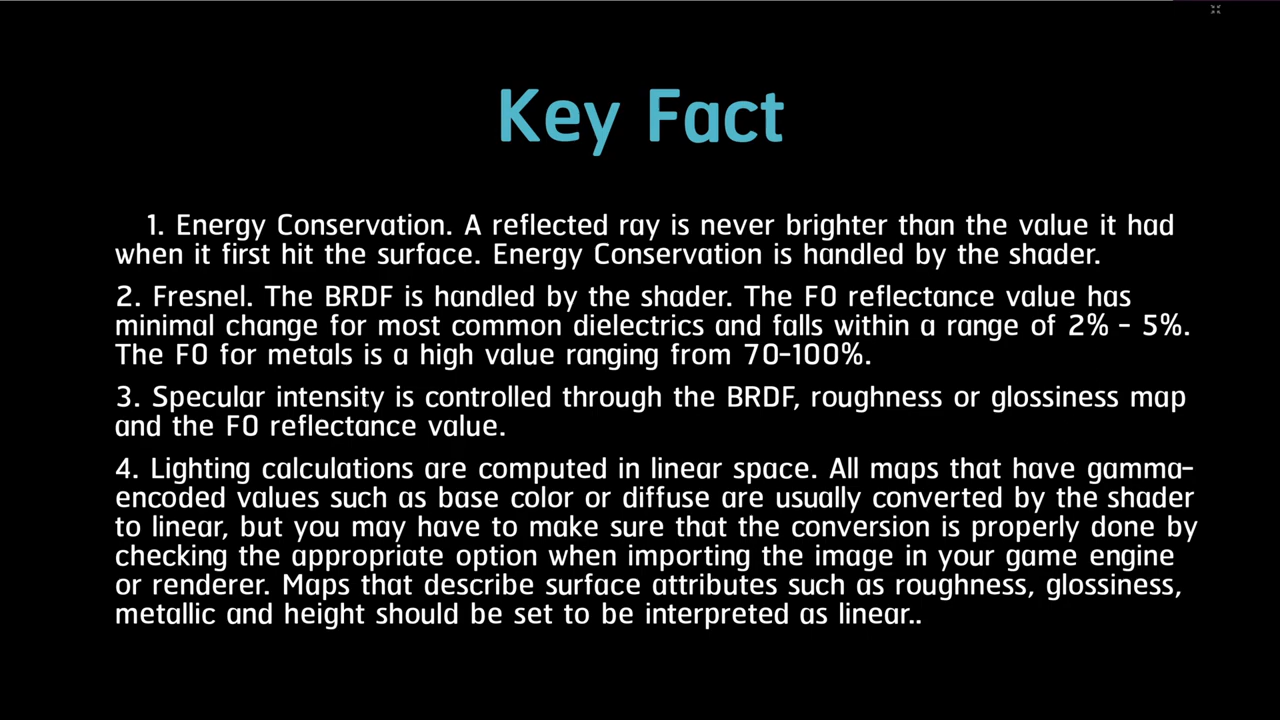 Key Fact
1. Energy Conservation. A reflected ray is never brighter than the value it had
when it first hit the surface. Energy Conservation is handled by the shader.
2. Fresnel. The BRDF is handled by the shader. The F0 reflectance value has
minimal change for most common dielectrics and falls within a range of 2% - 5%.
The F0 for metals is a high value ranging from 70-100%.
3. Specular intensity is controlled through the BRDF, roughness or glossiness map
and the F0 reflectance value.
4. Lighting calculations are computed in linear space. All maps that have gamma-
encoded values such as base color or diffuse are usually converted by the shader
to linear, but you may have to make sure that the conversion is properly done by
checking the appropriate option when importing the image in your game engine
or renderer. Maps that describe surface attributes such as roughness, glossiness,
metallic and height should be set to be interpreted as linear..